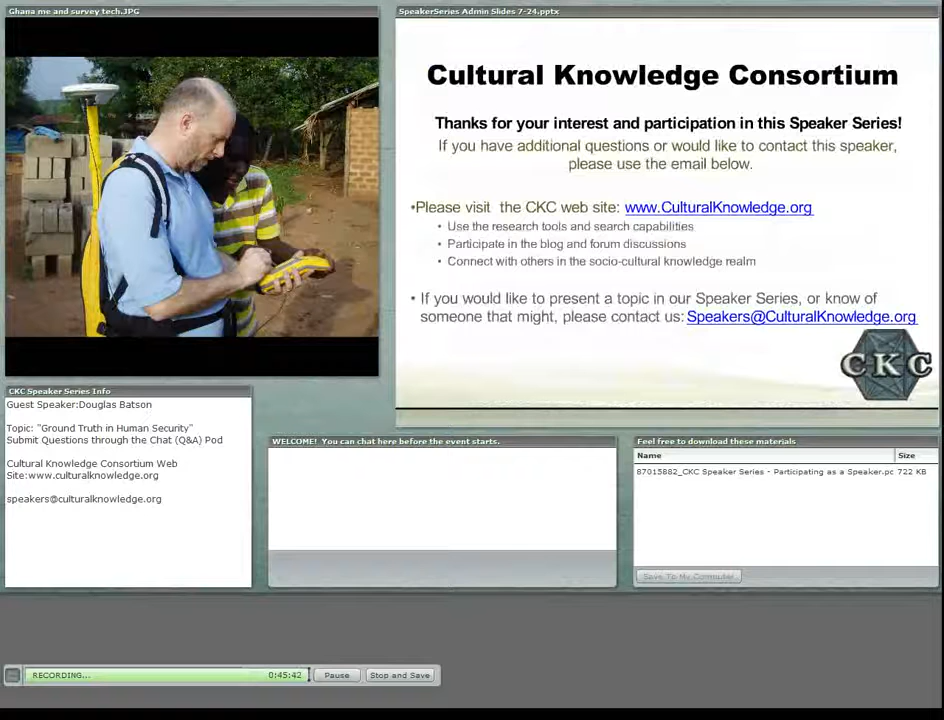 Ghana me and survey tech.JPG
SpeakerSeries Admin Slides 7-24.pptx
Cultural Knowledge Consortium
Thanks for your interest and participation in this Speaker Series!
If you have additional questions or would like to contact this speaker,
please use the email below.
•Please visit the CKC web site: www.CulturalKnowledge.org
• Use the research tools and search capabilities
• Participate in the blog and forum discussions
• Connect with others in the socio-cultural knowledge realm
• If you would like to present a topic in our Speaker Series, or know of
someone that might, please contact us: Speakers@CulturalKnowledge.org
CKC
CKC Speaker Series Info
Guest Speaker:Douglas Batson
Topic: "Ground Truth in Human Security"
Submit Questions through the Chat (Q&A) Pod
Cultural Knowledge Consortium Web
Site:www.culturalknowledge.org
speakers@culturalknowledge.org
WELCOME! You can chat here before the event starts.
Feel free to download these materials
Name Size
87015882_CKC Speaker Series - Participating as a Speaker.pc 722 KB
Save To My Computer
RECORDING... 0:45:42 Pause Stop and Save